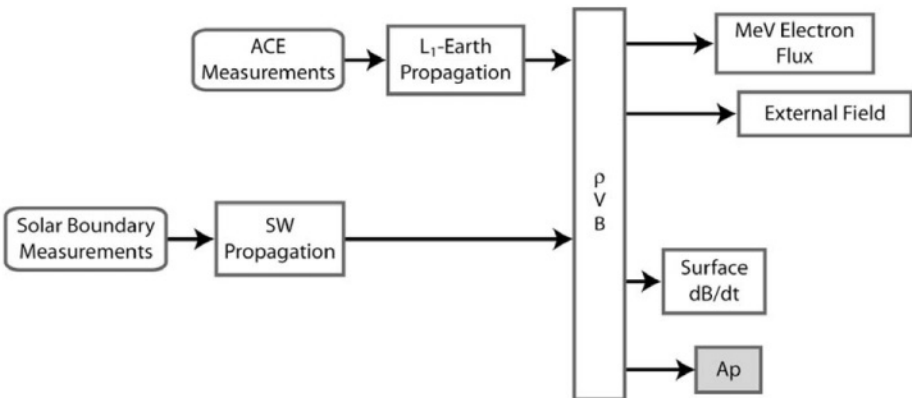 ACE
Measurements
L₁-Earth
Propagation
MeV Electron
Flux
External Field
ρ
V
B
Solar Boundary
Measurements
SW
Propagation
Surface
dB/dt
Ap